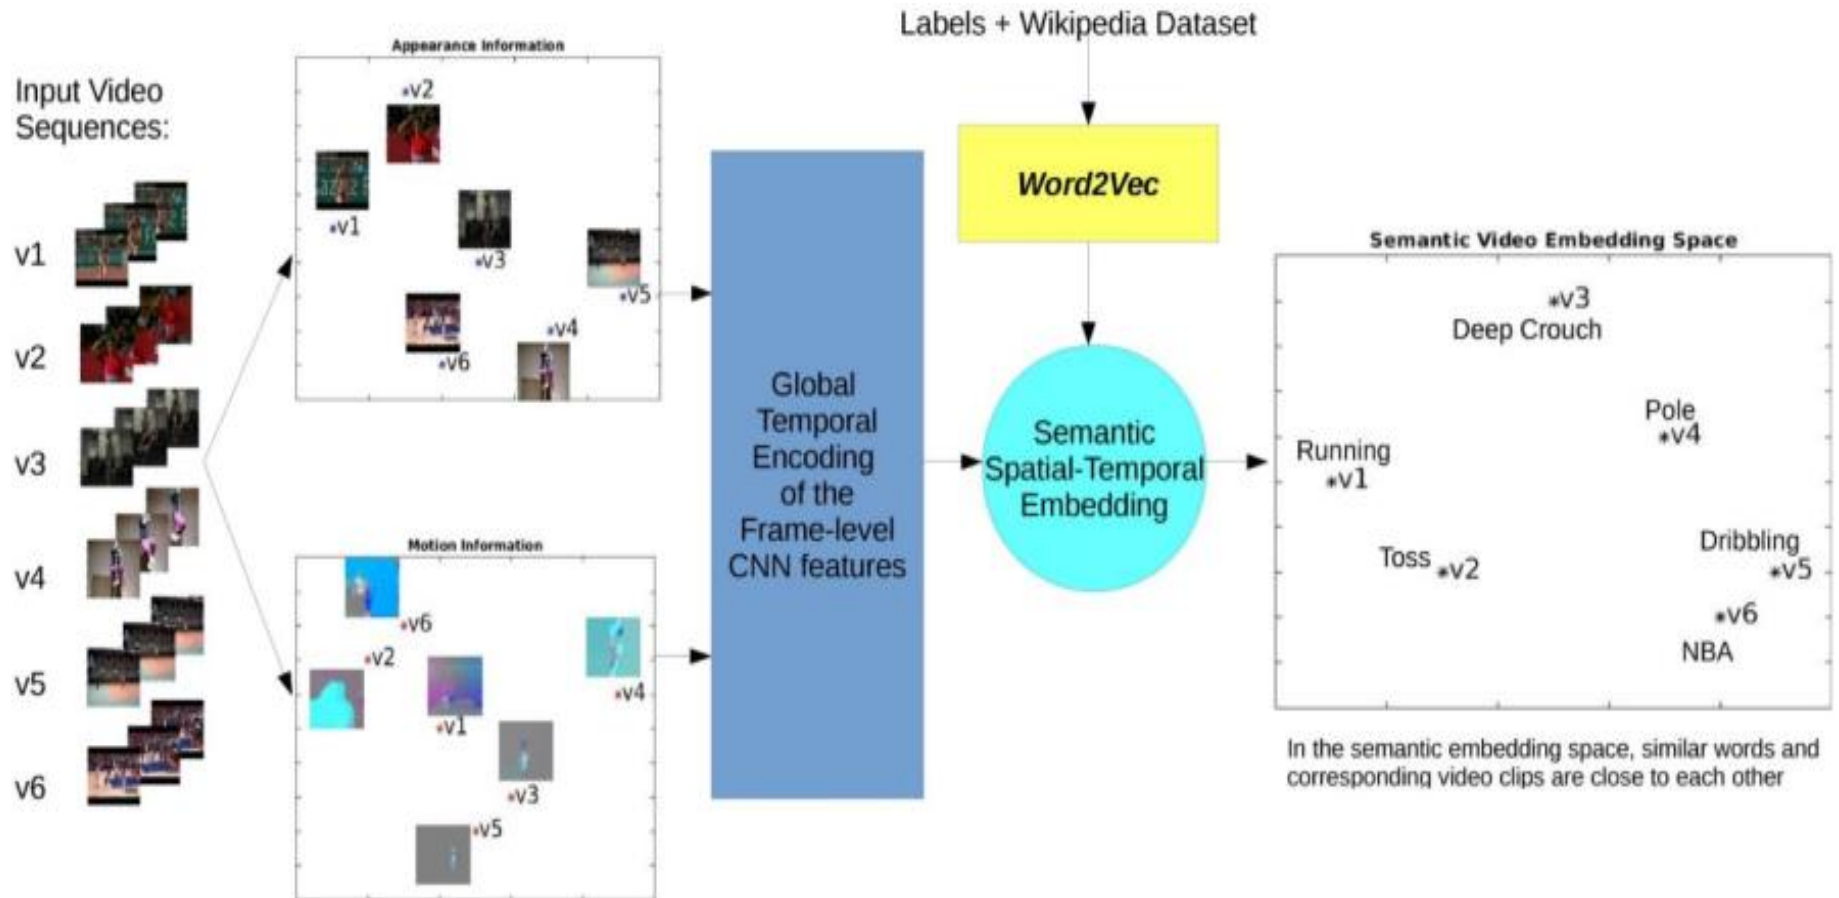 Labels + Wikipedia Dataset
Appearance Information
Input Video
Sequences:
v1
v2
v3
v4
v5
v6
v2
v1
v3
v5
v4
v6
Motion Information
v6
v2
v4
v1
v3
v5
Global
Temporal
Encoding
of the
Frame-level
CNN features
Word2Vec
Semantic
Spatial-Temporal
Embedding
Semantic Video Embedding Space
*v3
Deep Crouch
Pole
*v4
Running
*v1
Dribbling
*v5
Toss *v2
*v6
NBA
In the semantic embedding space, similar words and
corresponding video clips are close to each other